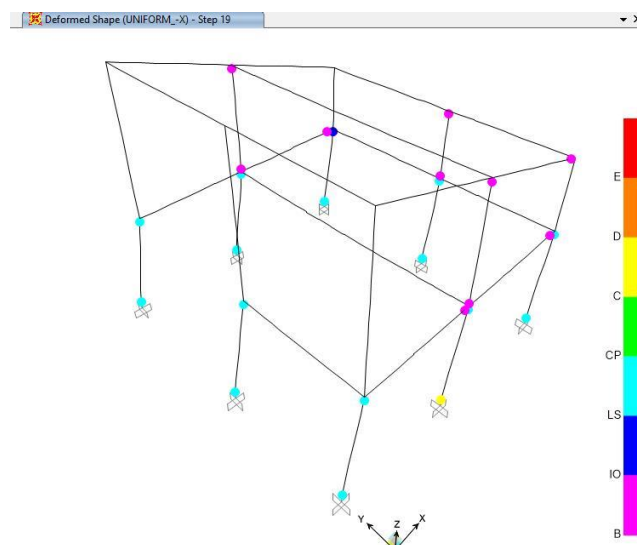 Deformed Shape (UNIFORM_-X) - Step 19
E
D
C
CP
LS
IO
B
Y
Z
X